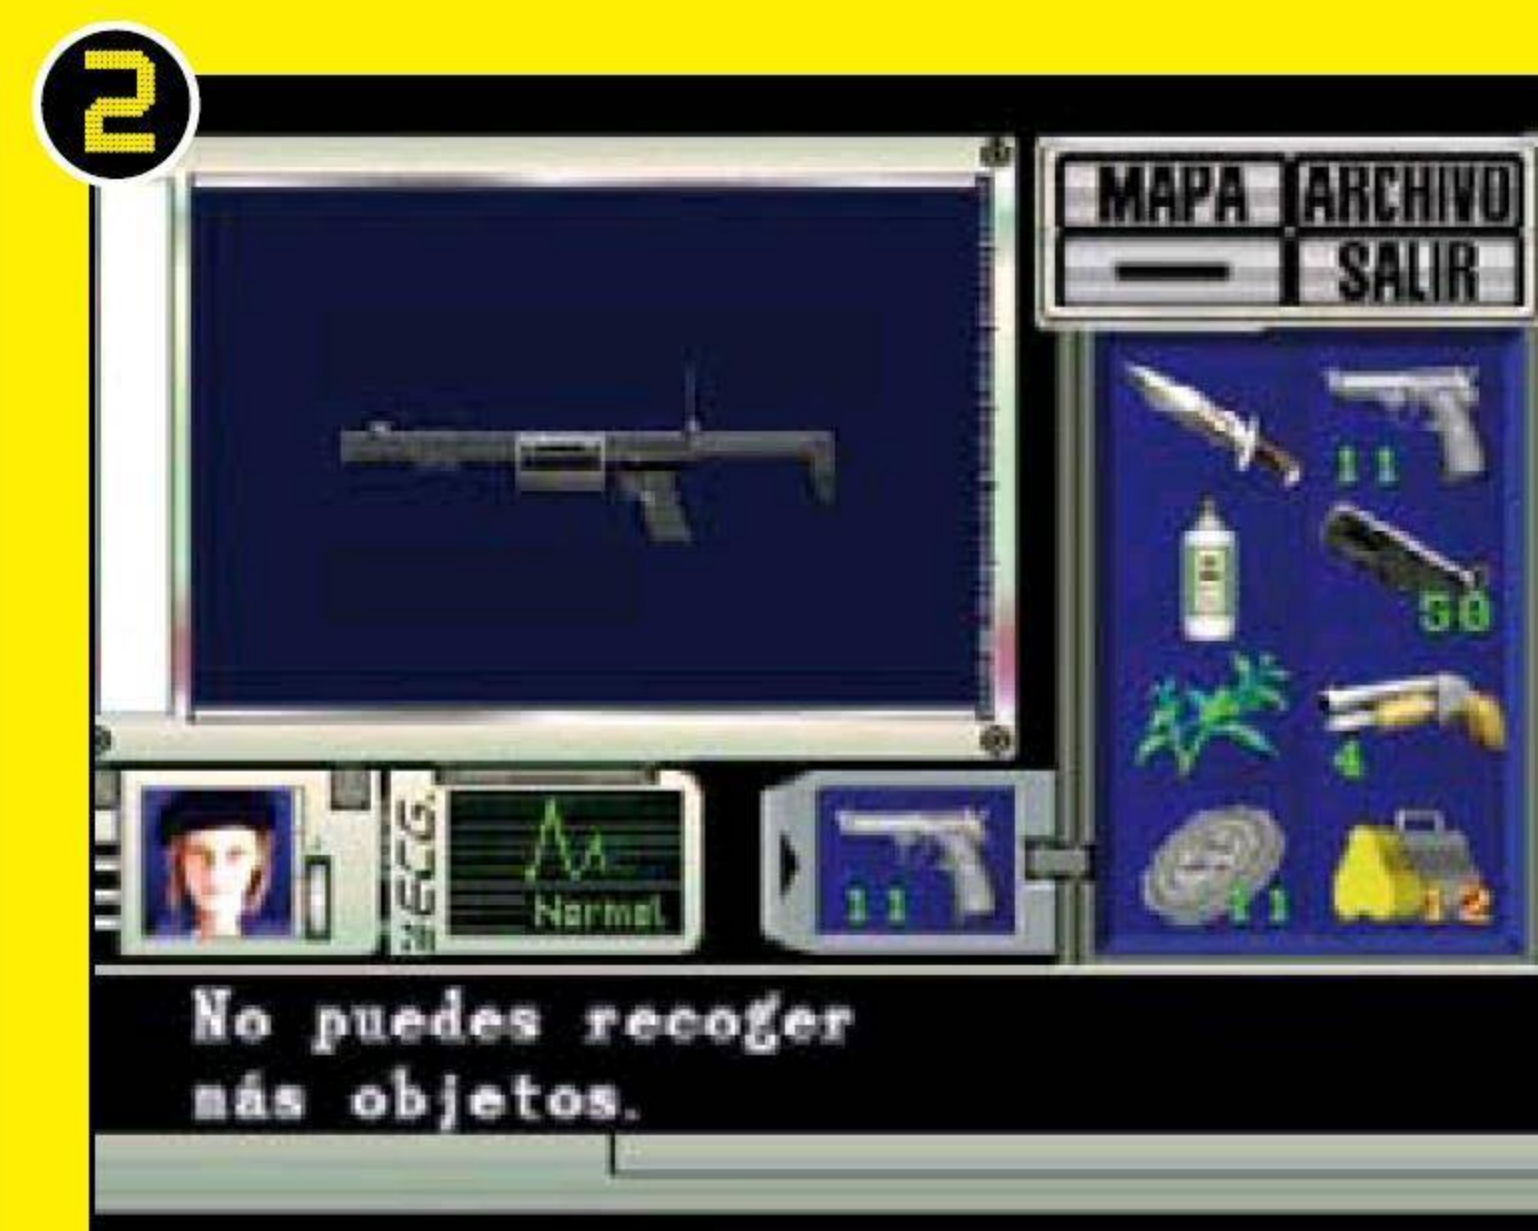 2
MAPA ARCHIVO
SALIR
11
50
4
ECG.
Normal
11
11
12
No puedes recoger
más objetos.